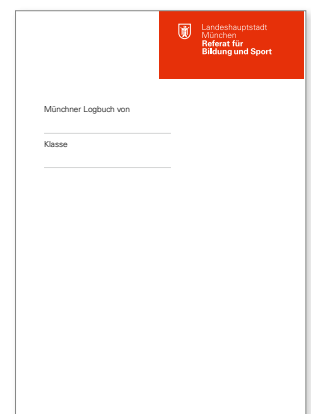 Landeshauptstadt
München
Referat für
Bildung und Sport
Münchner Logbuch von
Klasse